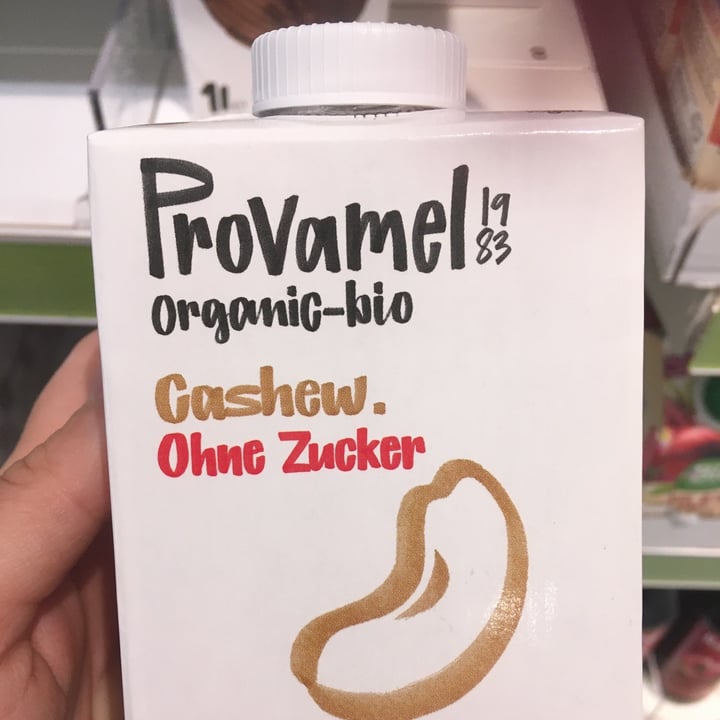 Provamel 19
83
organic-bio
Cashew.
Ohne Zucker